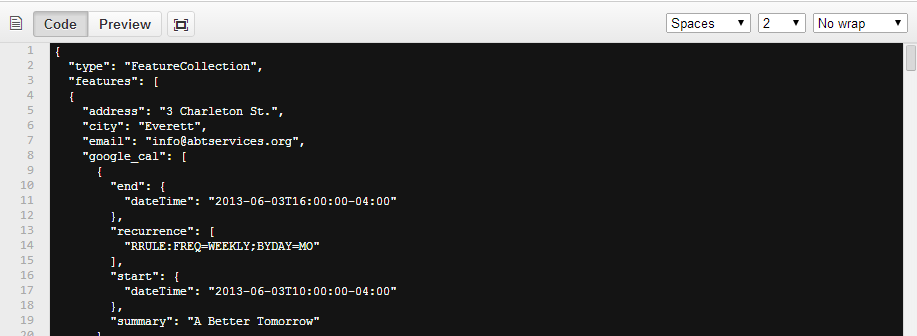 Code Preview Spaces 2 No wrap
1 {
2 "type": "FeatureCollection",
3 "features": [
4 {
5 "address": "3 Charleton St.",
6 "city": "Everett",
7 "email": "info@abtservices.org",
8 "google_cal": [
9 {
10 "end": {
11 "dateTime": "2013-06-03T16:00:00-04:00"
12 },
13 "recurrence": [
14 "RRULE:FREQ=WEEKLY;BYDAY=MO"
15 ],
16 "start": {
17 "dateTime": "2013-06-03T10:00:00-04:00"
18 },
19 "summary": "A Better Tomorrow"
20